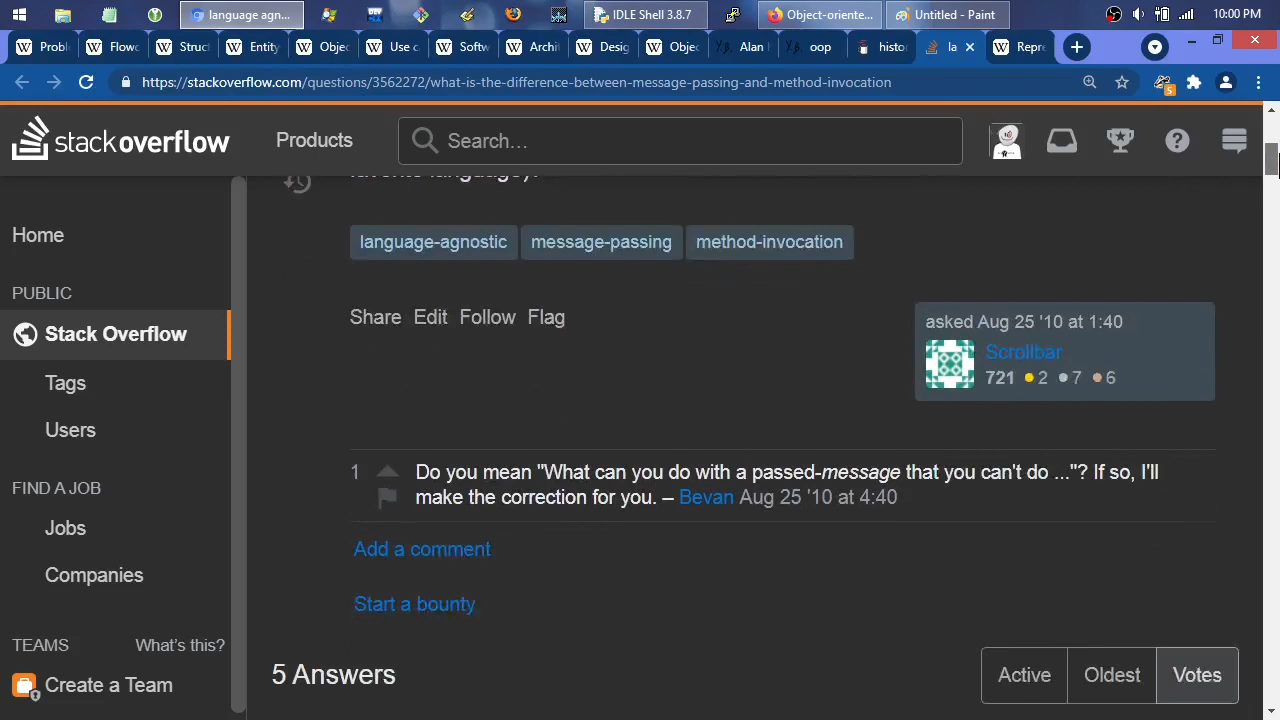 language agn...
IDLE Shell 3.8.7
Object-oriente...
Untitled - Paint
10:00 PM
Probl
Flow
Struct
Entity
Objec
Use c
Softw
Archi
Desig
Objec
Alan
oop
histor
la
Repre
https://stackoverflow.com/questions/3562272/what-is-the-difference-between-message-passing-and-method-invocation
5
stackoverflow
Products
Search...
language-agnostic
message-passing
method-invocation
Home
PUBLIC
Stack Overflow
Tags
Users
FIND A JOB
Jobs
Companies
TEAMS
What's this?
Create a Team
Share Edit Follow Flag
asked Aug 25 '10 at 1:40
Scrollbar
721 2 7 6
1
Do you mean "What can you do with a passed-message that you can't do ..."? If so, I'll
make the correction for you. – Bevan Aug 25 '10 at 4:40
Add a comment
Start a bounty
5 Answers
Active
Oldest
Votes